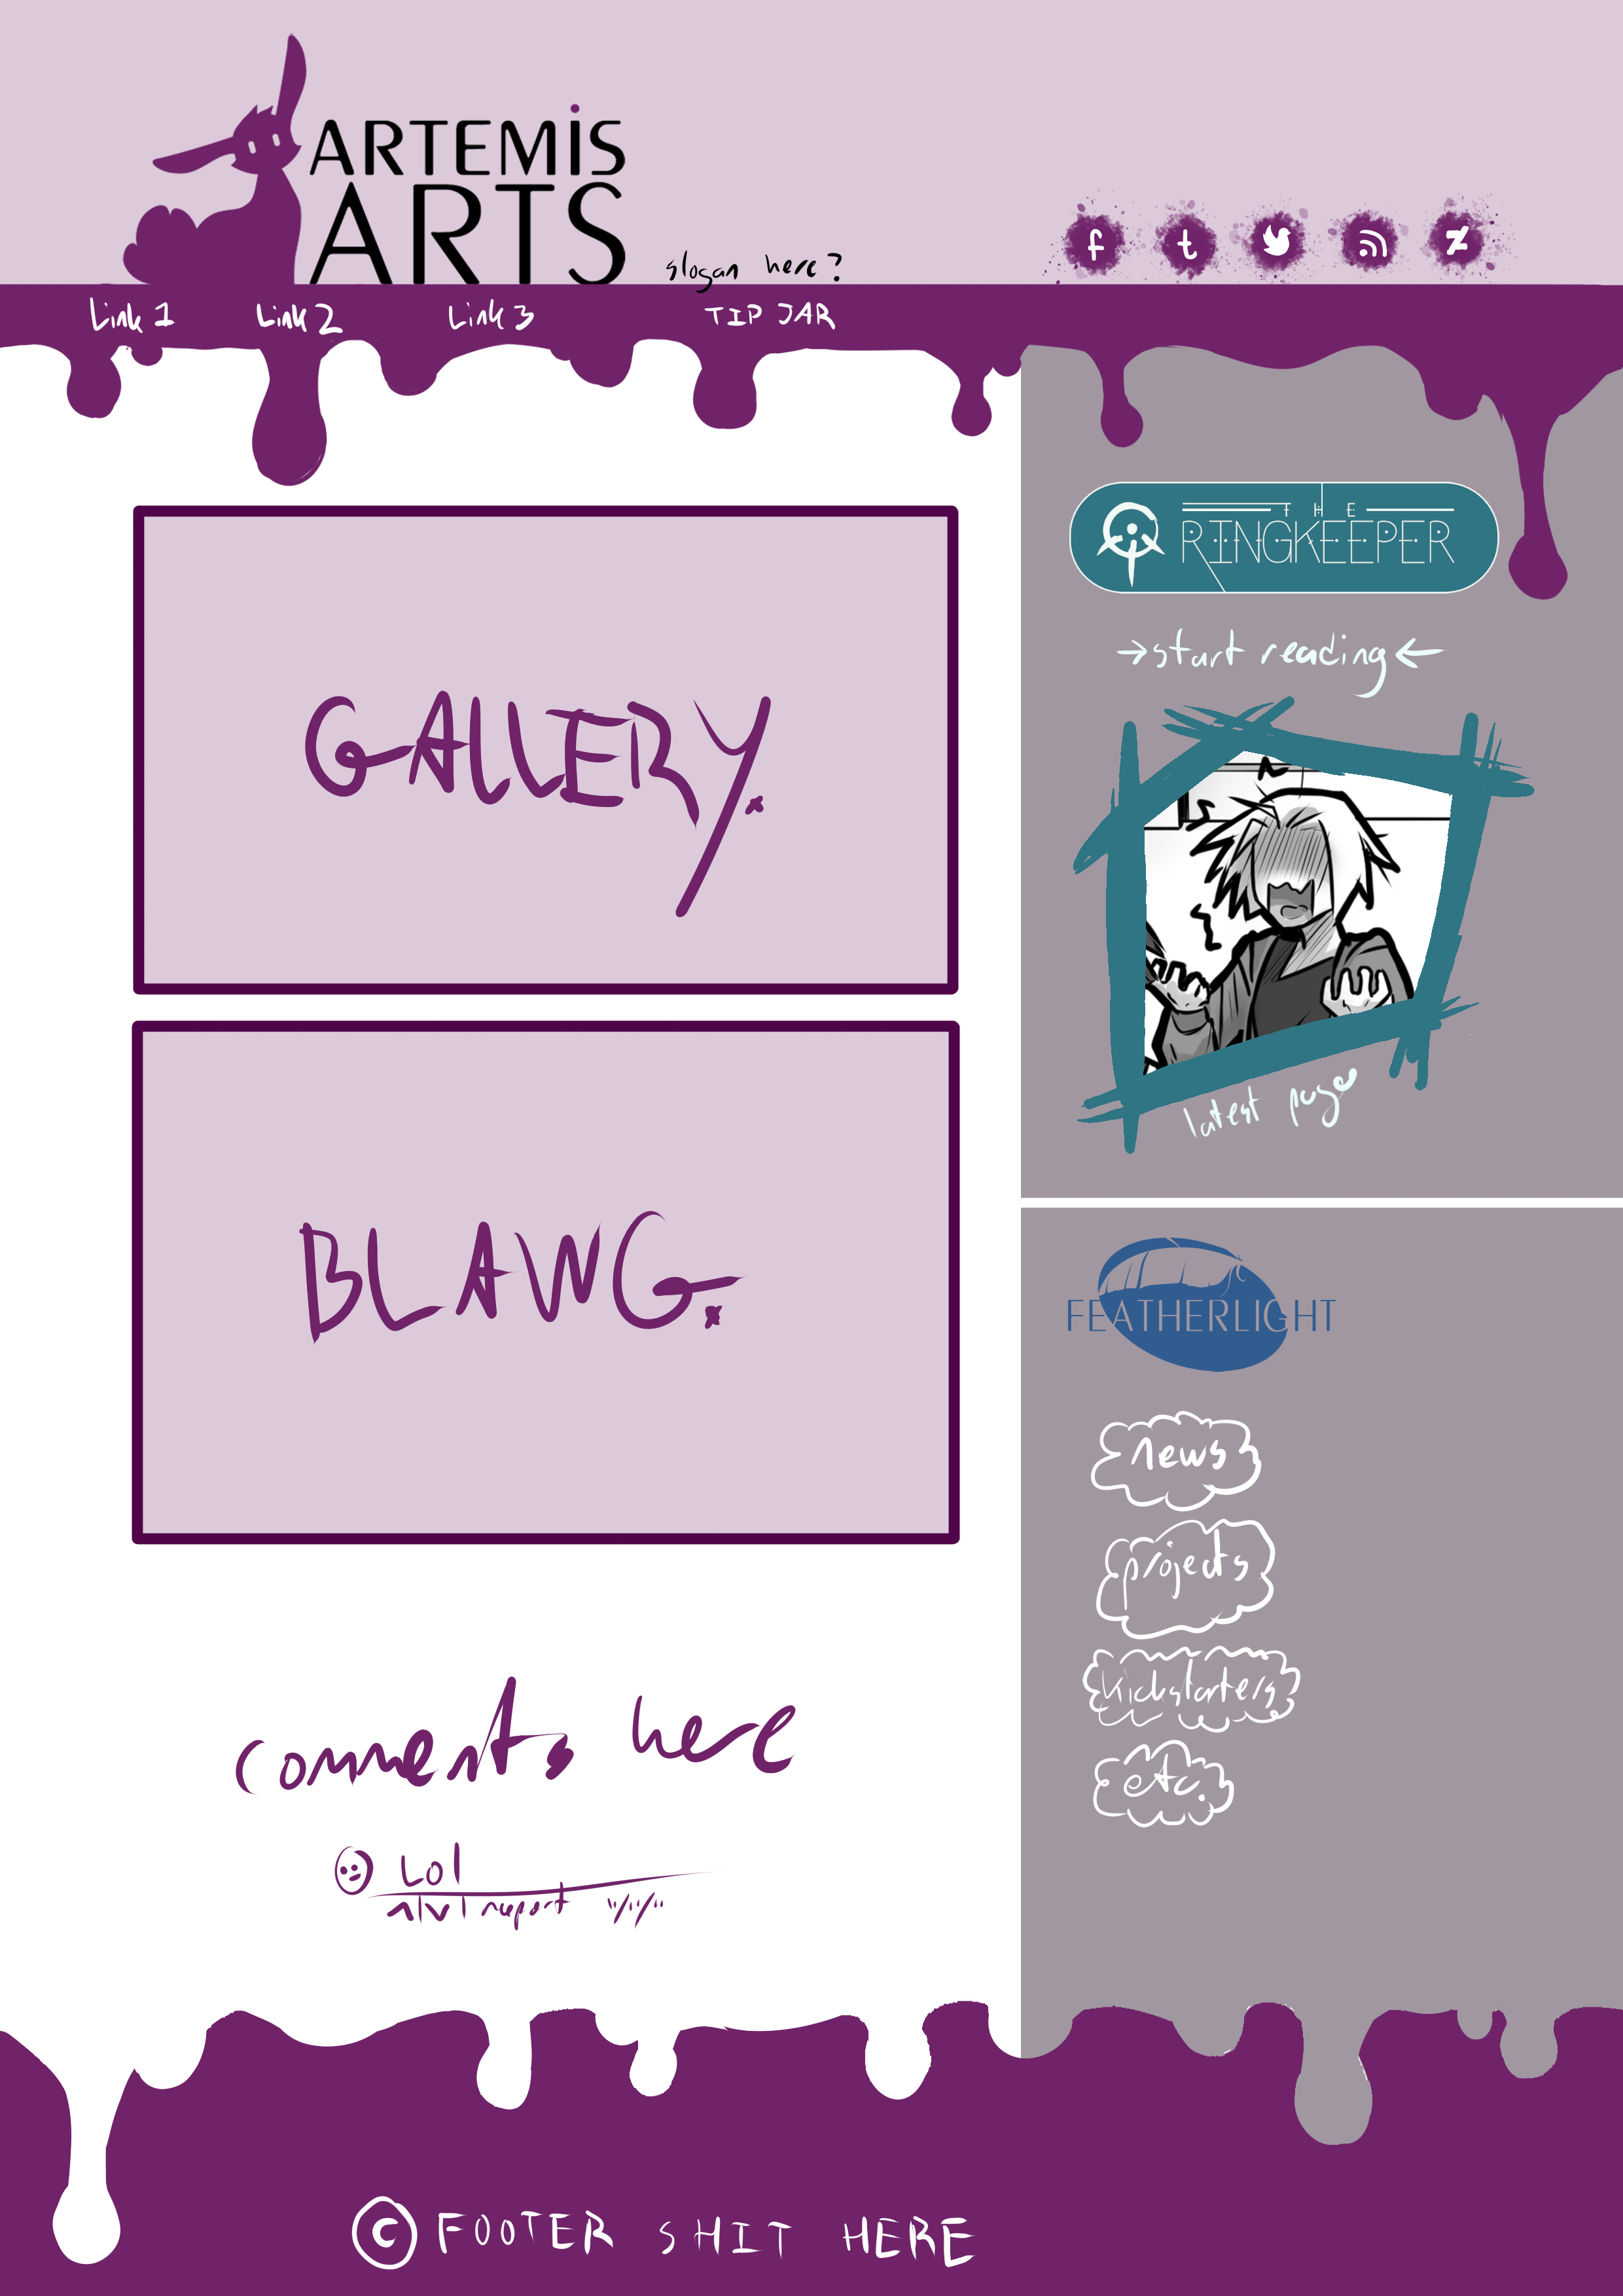 ARTEMiS
ARTS
slogan here?
f t Z
Link 1 Link 2 Link 3 TIP JAR
THE
RINGKEEPER
→start reading←
GALLERY.
latest page
BLAWG.
FEATHERLIGHT
news
projects
kickstarters
etc.
comments here
Lol
report
© FOOTER SHIT HERE